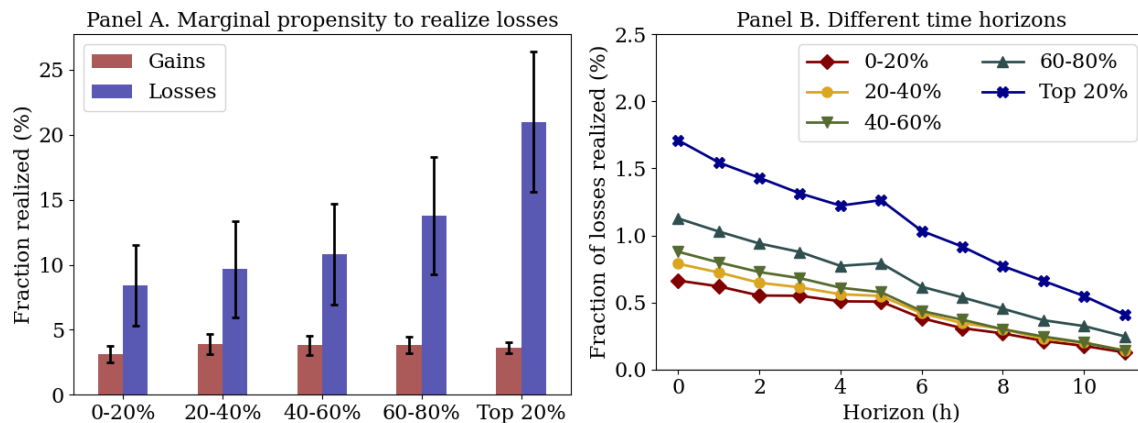 Panel A. Marginal propensity to realize losses
Fraction realized (%)
25
20
15
10
5
0
Gains
Losses
0-20%
20-40%
40-60%
60-80%
Top 20%
Panel B. Different time horizons
Fraction of losses realized (%)
2.5
2.0
1.5
1.0
0.5
0.0
0-20%
20-40%
40-60%
60-80%
Top 20%
0
2
4
6
8
10
Horizon (h)